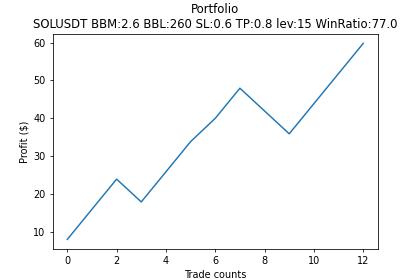 Portfolio
SOLUSDT BBM:2.6 BBL:260 SL:0.6 TP:0.8 lev:15 WinRatio:77.0
60
50
40
30
20
10
Profit ($)
0 2 4 6 8 10 12
Trade counts